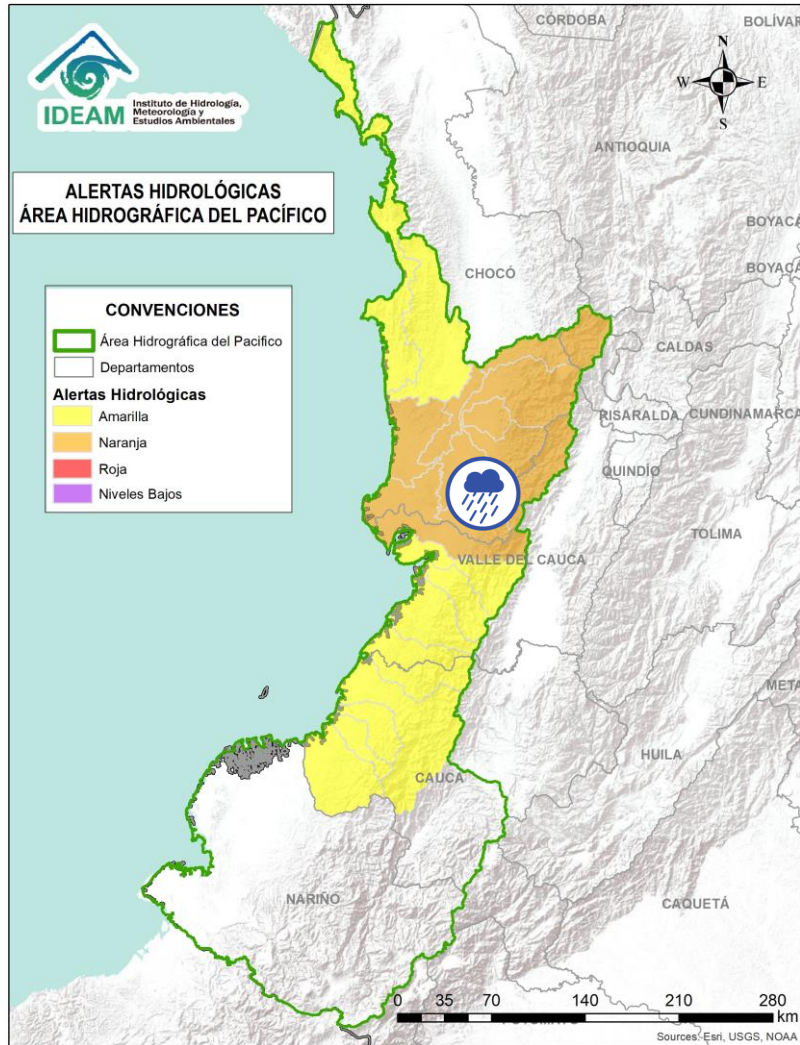 CÓRDOBA
BOLÍVAR
N
W
E
S
IDEAM
Instituto de Hidrología,
Meteorología y
Estudios Ambientales
ANTIOQUIA
ALERTAS HIDROLÓGICAS
ÁREA HIDROGRÁFICA DEL PACÍFICO
BOYACÁ
BOYACÁ
CHOCÓ
CONVENCIONES
Área Hidrográfica del Pacifico
Departamentos
Alertas Hidrológicas
Amarilla
Naranja
Roja
Niveles Bajos
CALDAS
RISARALDA
CUNDINAMARCA
QUINDÍO
TOLIMA
VALLE DEL CAUCA
META
HUILA
CAUCA
NARIÑO
CAQUETÁ
0 35 70 140 210 280
km
Sources: Esri, USGS, NOAA